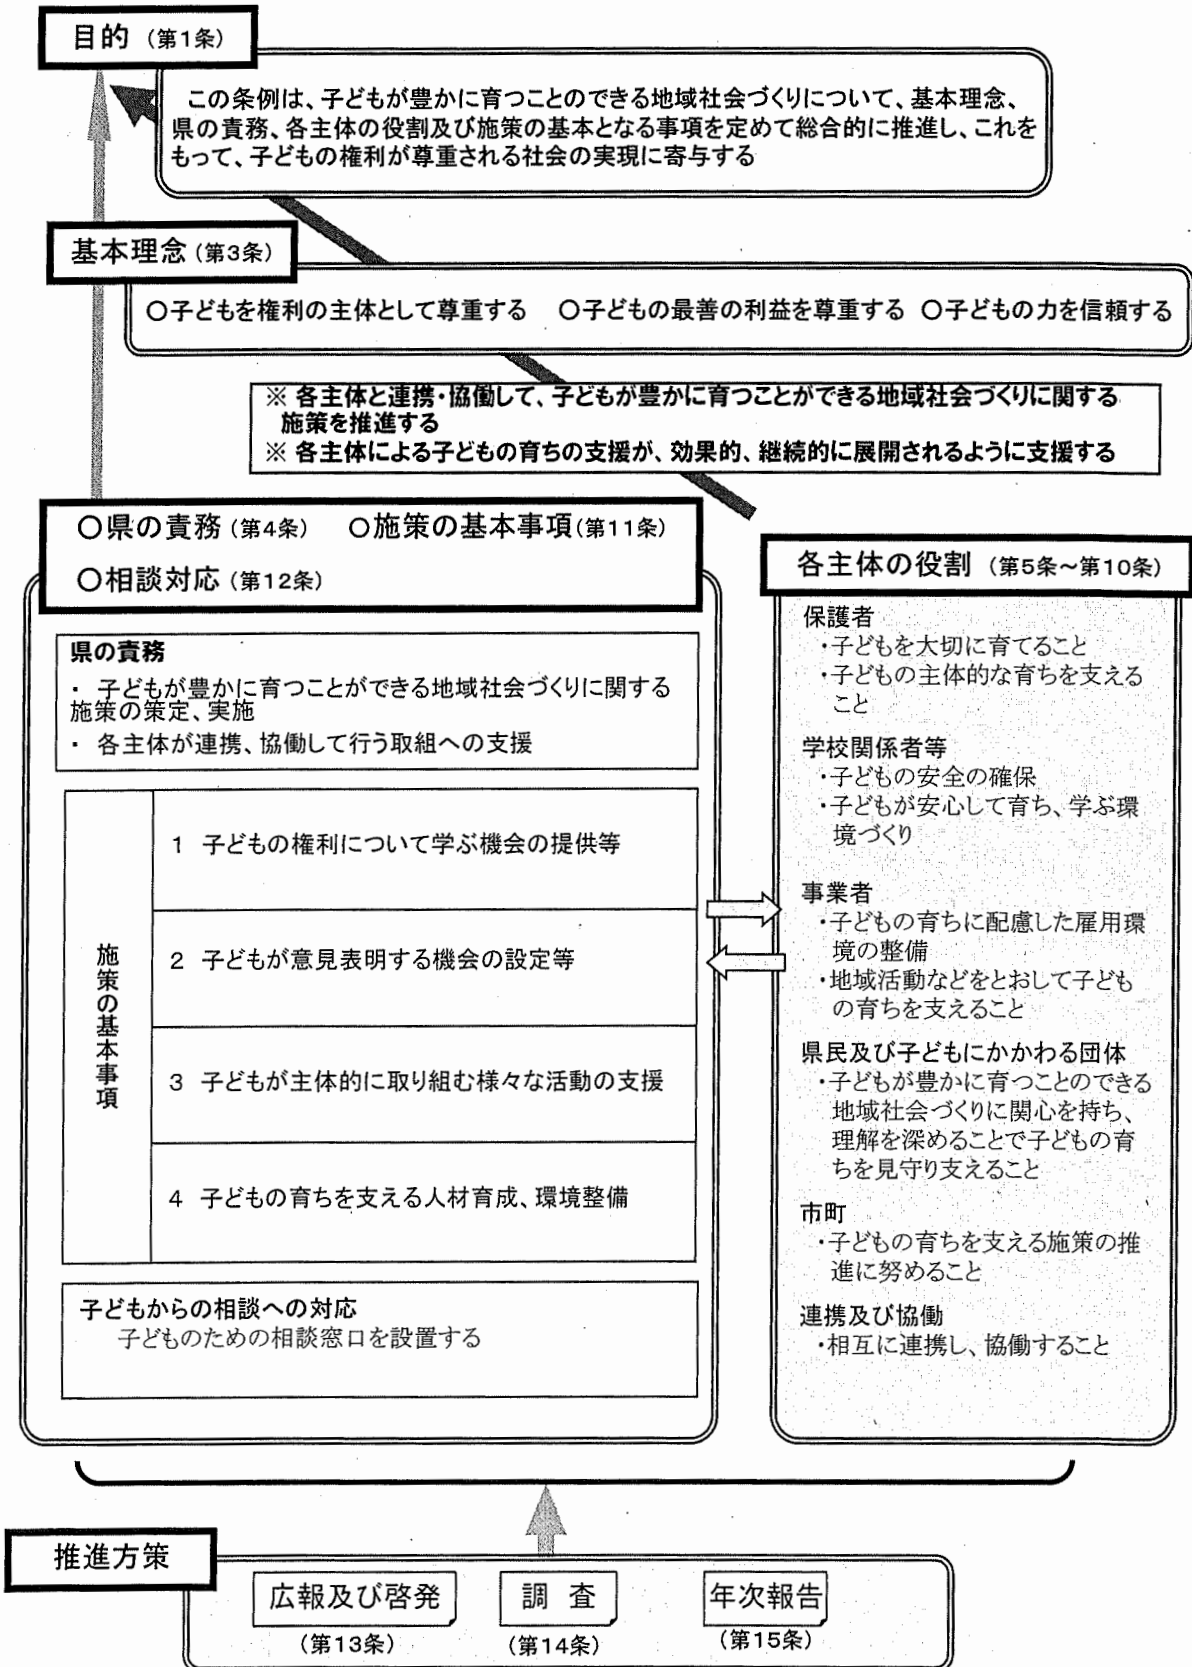 目的 (第1条)
この条例は、子どもが豊かに育つことのできる地域社会づくりについて、基本理念、
県の責務、各主体の役割及び施策の基本となる事項を定めて総合的に推進し、これを
もって、子どもの権利が尊重される社会の実現に寄与する
基本理念 (第3条)
○子どもを権利の主体として尊重する ○子どもの最善の利益を尊重する ○子どもの力を信頼する
※ 各主体と連携・協働して、子どもが豊かに育つことができる地域社会づくりに関する
施策を推進する
※ 各主体による子どもの育ちの支援が、効果的、継続的に展開されるように支援する
○県の責務 (第4条) ○施策の基本事項(第11条)
○相談対応 (第12条)
県の責務
・ 子どもが豊かに育つことができる地域社会づくりに関する
施策の策定、実施
・ 各主体が連携、協働して行う取組への支援
施策の基本事項
1 子どもの権利について学ぶ機会の提供等
2 子どもが意見表明する機会の設定等
3 子どもが主体的に取り組む様々な活動の支援
4 子どもの育ちを支える人材育成、環境整備
子どもからの相談への対応
子どものための相談窓口を設置する
各主体の役割 (第5条~第10条)
保護者
・子どもを大切に育てること
・子どもの主体的な育ちを支える
こと
学校関係者等
・子どもの安全の確保
・子どもが安心して育ち、学ぶ環
境づくり
事業者
・子どもの育ちに配慮した雇用環
境の整備
・地域活動などをとおして子ども
の育ちを支えること
県民及び子どもにかかわる団体
・子どもが豊かに育つことのできる
地域社会づくりに関心を持ち、
理解を深めることで子どもの育
ちを見守り支えること
市町
・子どもの育ちを支える施策の推
進に努めること
連携及び協働
・相互に連携し、協働すること
推進方策
広報及び啓発
(第13条)
調 査
(第14条)
年次報告
(第15条)